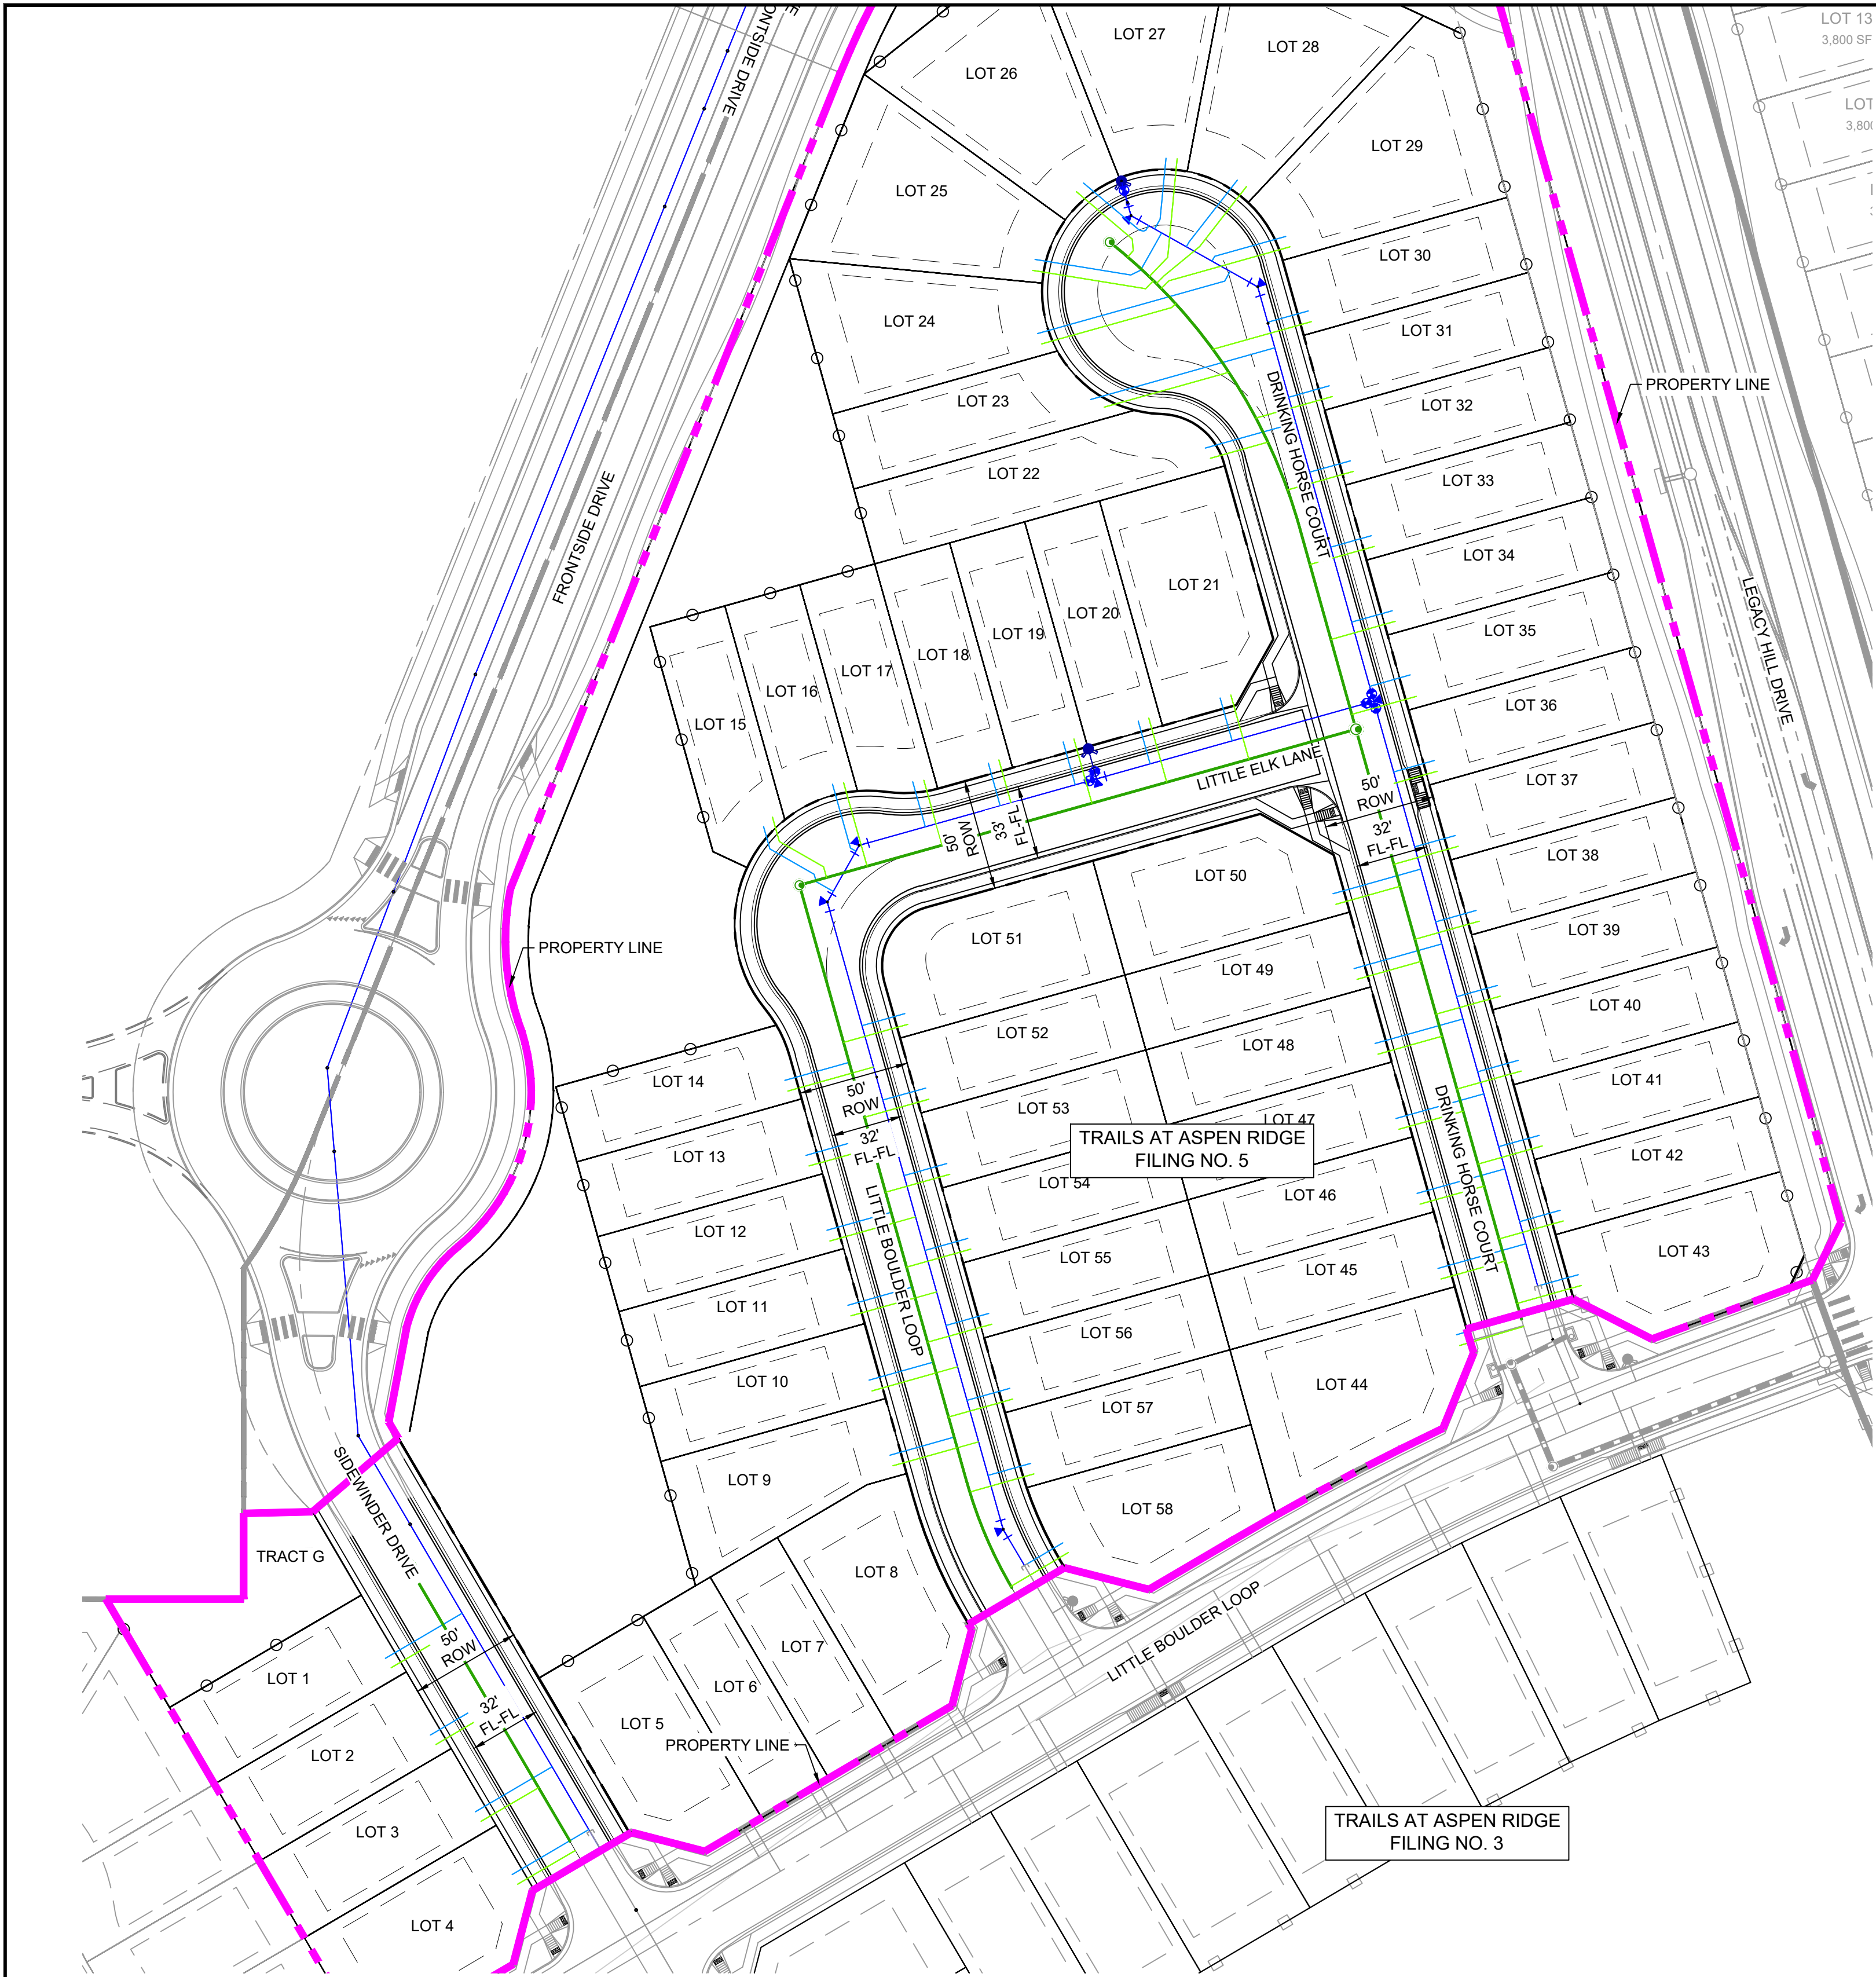 FRONTSIDE DRIVE
LOT 27
LOT 28
LOT 26
LOT 13
3,800 SF
LOT 29
LOT 25
LOT 30
LOT 24
LOT 31
PROPERTY LINE
LOT 23
LOT 32
DRINKING HORSE COURT
LOT 22
LOT 33
FRONTSIDE DRIVE
LOT 34
LOT 21
LOT 20
LOT 19
LOT 18
LOT 17
LOT 16
LOT 15
LOT 35
LEGACY HILL DRIVE
LOT 36
LITTLE ELK LANE
50'
ROW
32'
FL-FL
50'
ROW
33'
FL-FL
LOT 37
LOT 38
LOT 50
LOT 51
PROPERTY LINE
LOT 39
LOT 49
LOT 40
LOT 52
LOT 48
LOT 14
LOT 41
50'
ROW
32'
FL-FL
LOT 53
LOT 47
TRAILS AT ASPEN RIDGE
FILING NO. 5
LOT 13
LOT 42
LOT 54
LOT 46
DRINKING HORSE COURT
LITTLE BOULDER LOOP
LOT 12
LOT 43
LOT 55
LOT 45
LOT 11
LOT 56
LOT 10
LOT 44
LOT 57
LOT 9
LOT 58
SIDEWINDER DRIVE
TRACT G
LOT 8
LITTLE BOULDER LOOP
50'
ROW
32'
FL-FL
LOT 7
LOT 1
LOT 6
LOT 5
PROPERTY LINE
LOT 2
LOT 3
TRAILS AT ASPEN RIDGE
FILING NO. 3
LOT 4